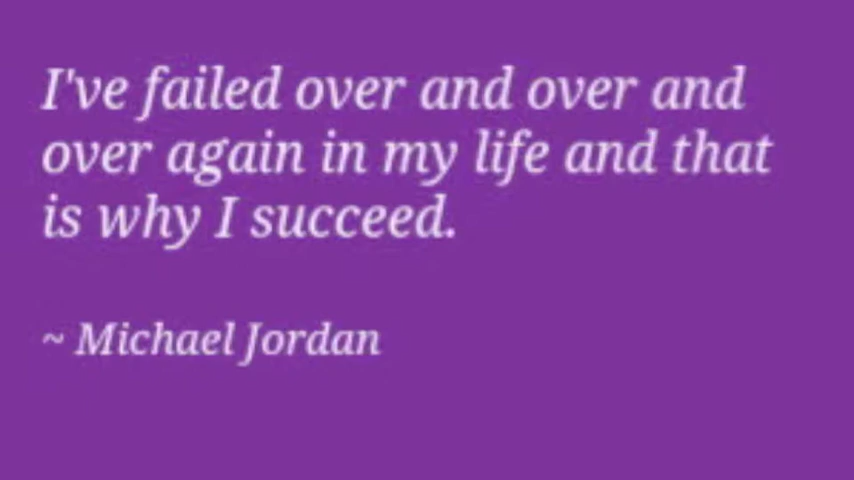 I've failed over and over and
over again in my life and that
is why I succeed.
~ Michael Jordan